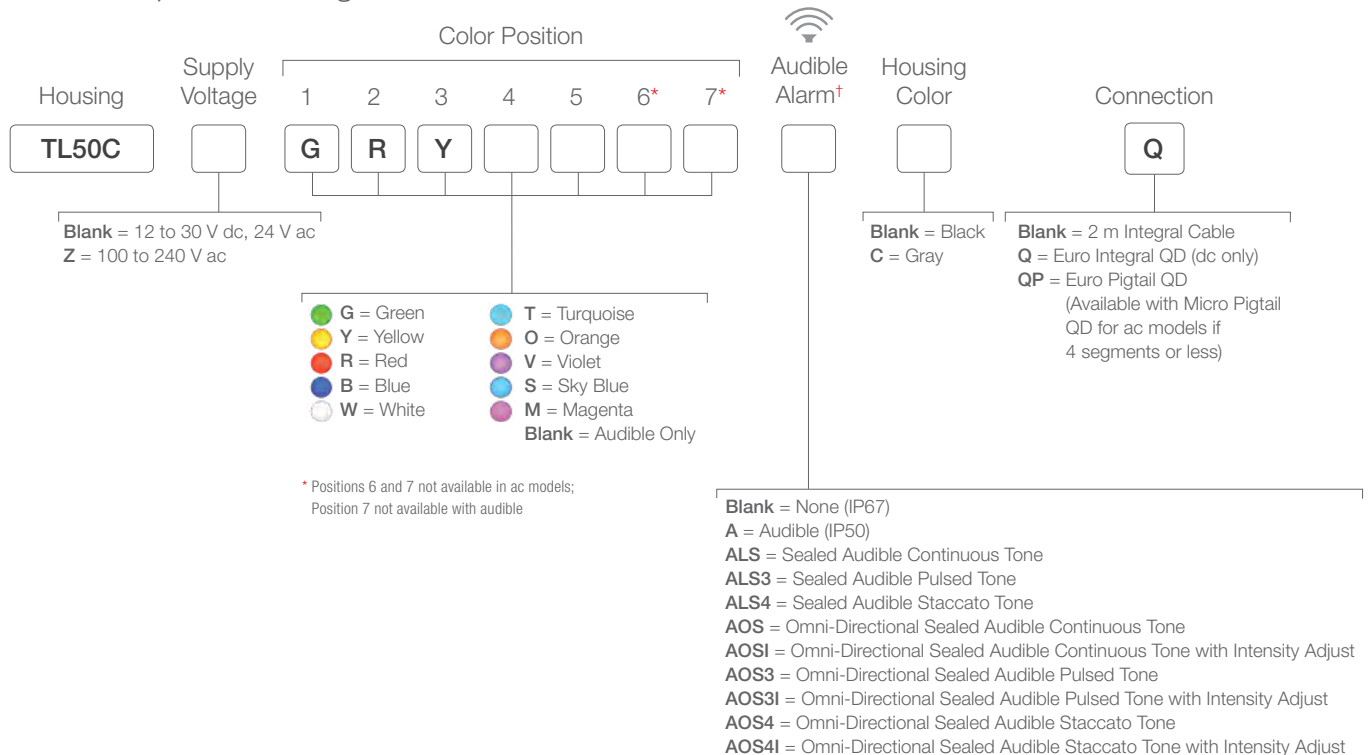 Color Position
Supply Voltage
Housing
1 2 3 4 5 6* 7*
Audible Alarm†
Housing Color
Connection
TL50C
G R Y
Q
Blank = 12 to 30 V dc, 24 V ac
Z = 100 to 240 V ac
G = Green
Y = Yellow
R = Red
B = Blue
W = White
T = Turquoise
O = Orange
V = Violet
S = Sky Blue
M = Magenta
Blank = Audible Only
* Positions 6 and 7 not available in ac models;
Position 7 not available with audible
Blank = Black
C = Gray
Blank = 2 m Integral Cable
Q = Euro Integral QD (dc only)
QP = Euro Pigtail QD
(Available with Micro Pigtail
QD for ac models if
4 segments or less)
Blank = None (IP67)
A = Audible (IP50)
ALS = Sealed Audible Continuous Tone
ALS3 = Sealed Audible Pulsed Tone
ALS4 = Sealed Audible Staccato Tone
AOS = Omni-Directional Sealed Audible Continuous Tone
AOSI = Omni-Directional Sealed Audible Continuous Tone with Intensity Adjust
AOS3 = Omni-Directional Sealed Audible Pulsed Tone
AOS3I = Omni-Directional Sealed Audible Pulsed Tone with Intensity Adjust
AOS4 = Omni-Directional Sealed Audible Staccato Tone
AOS4I = Omni-Directional Sealed Audible Staccato Tone with Intensity Adjust